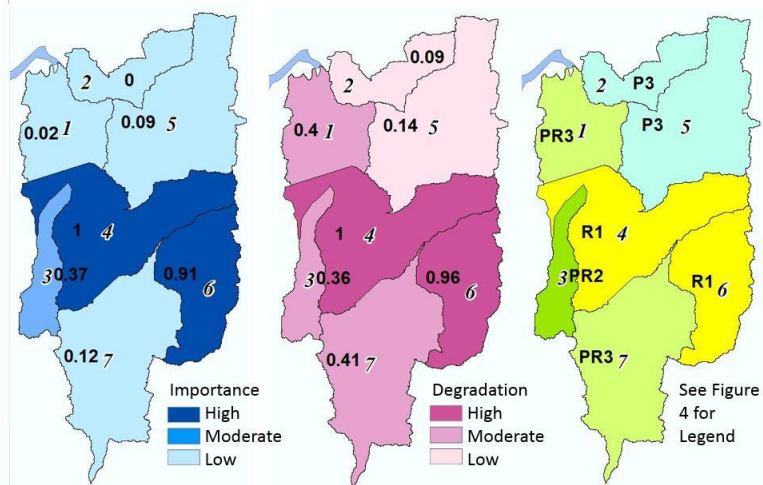 2 0
0.02 1
0.09 5
1 4
3 0.37
0.91 6
0.12 7
Importance
High
Moderate
Low
0.09
2
0.4 1
0.14 5
1 4
3 0.36
0.96 6
0.41 7
Degradation
High
Moderate
Low
2 P3
PR3 1
P3 5
R1 4
3 PR2
R1 6
PR3 7
See Figure
4 for
Legend